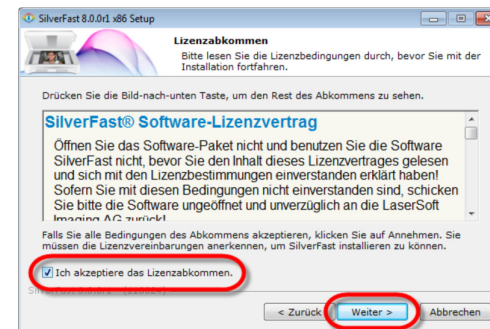 SilverFast 8.0.0r1 x86 Setup
Lizenzabkommen
Bitte lesen Sie die Lizenzbedingungen durch, bevor Sie mit der
Installation fortfahren.
Drücken Sie die Bild-nach-unten Taste, um den Rest des Abkommens zu sehen.
SilverFast® Software-Lizenzvertrag
Öffnen Sie das Software-Paket nicht und benutzen Sie die Software
SilverFast nicht, bevor Sie den Inhalt dieses Lizenzvertrages gelesen
und sich mit den Lizenzbestimmungen einverstanden erklärt haben!
Sofern Sie mit diesen Bedingungen nicht einverstanden sind, schicken
Sie bitte die Software ungeöffnet und unverzüglich an die LaserSoft
Imaging AG zurück!
Falls Sie alle Bedingungen des Abkommens akzeptieren, klicken Sie auf Annehmen. Sie
müssen die Lizenzvereinbarungen anerkennen, um SilverFast installieren zu können.
Ich akzeptiere das Lizenzabkommen.
SilverFast 8.0.0r1
< Zurück
Weiter >
Abbrechen